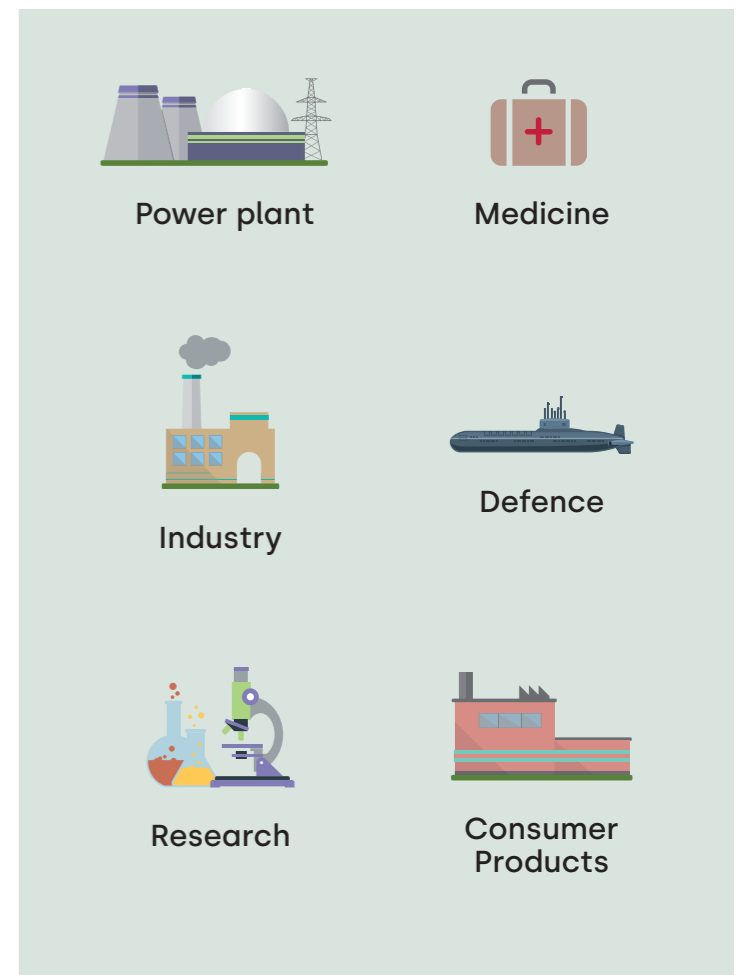 Power plant
Medicine
Industry
Defence
Research
Consumer
Products